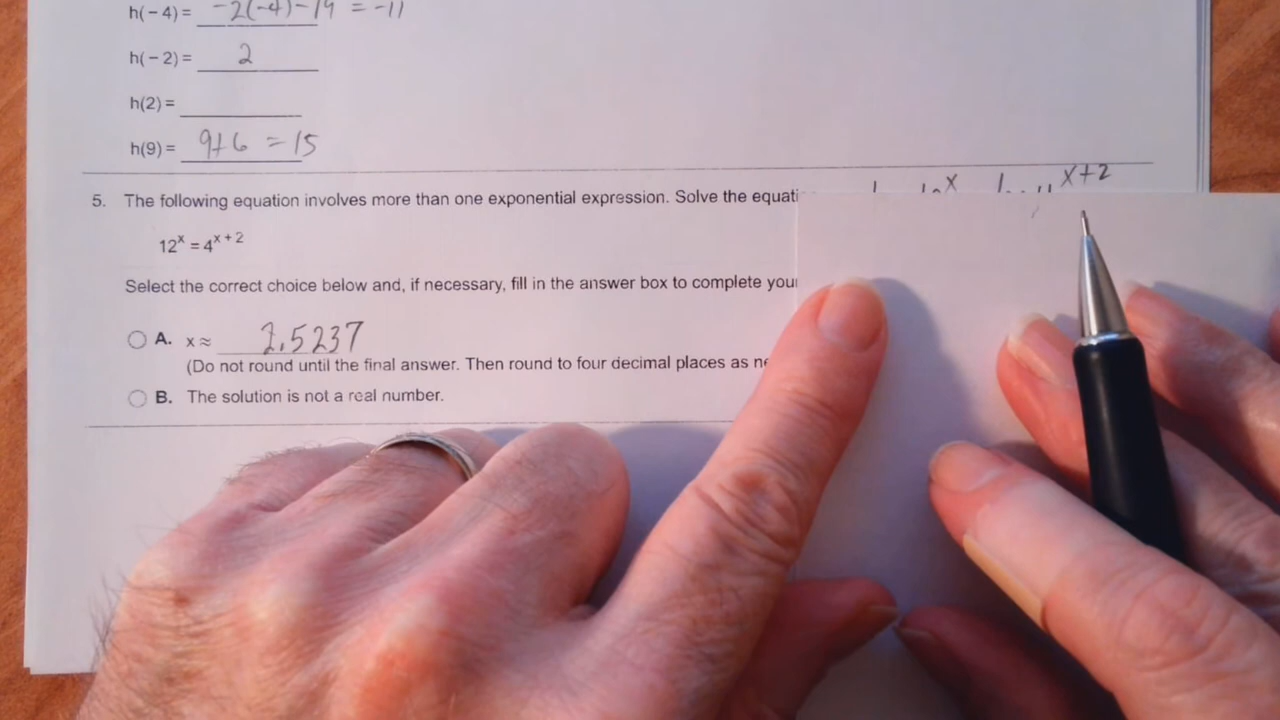 h(-4) = -2(-4)-19 = -11
h(-2) = 2
h(2) =
h(9) = 9+6 = 15
5. The following equation involves more than one exponential expression. Solve the equati
12^x = 4^x+2
x+2
Select the correct choice below and, if necessary, fill in the answer box to complete you
A. x ≈ 2.5237
(Do not round until the final answer. Then round to four decimal places as ne
B. The solution is not a real number.